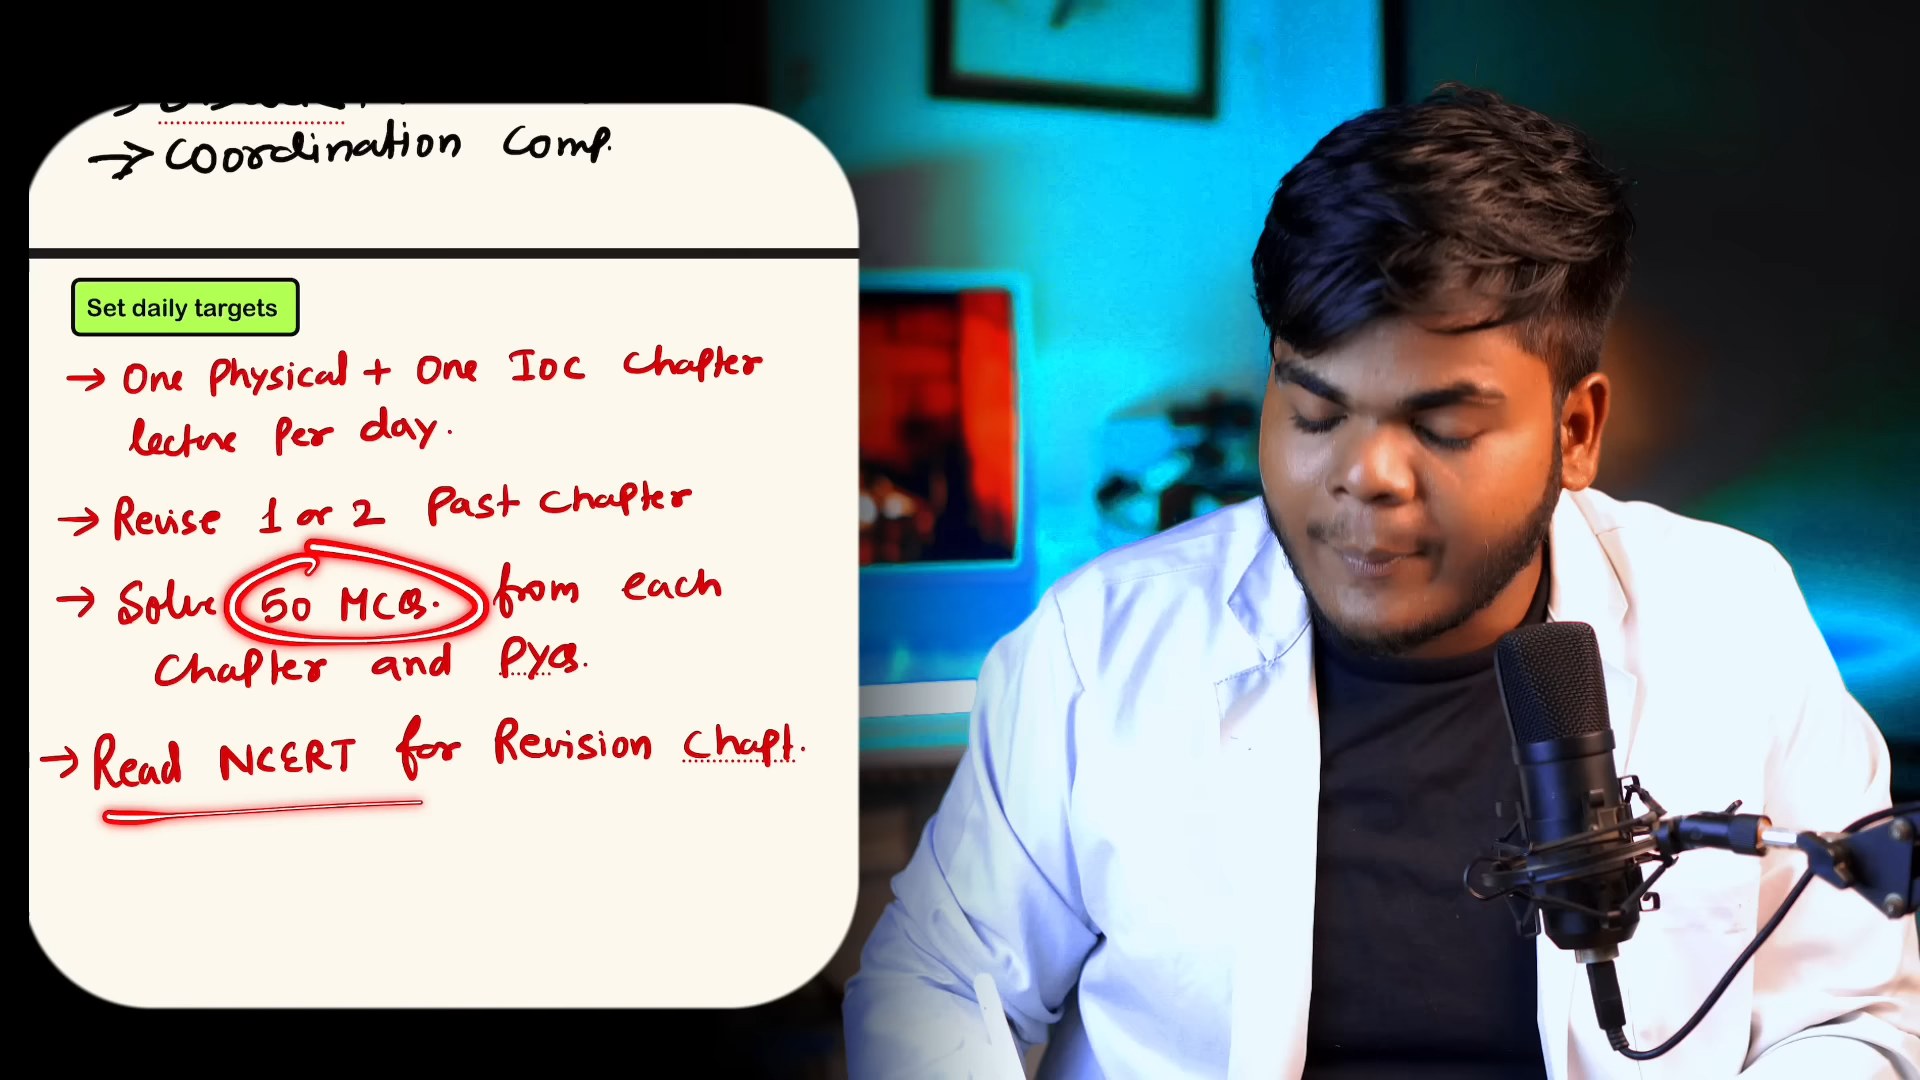 → Coordination Comp.
Set daily targets
→ One Physical + One IOC Chapter
lecture Per day.
→ Revise 1 or 2 Past Chapter
→ Solve 50 MCQ. from each
Chapter and PYQ.
→ Read NCERT for Revision Chapt.